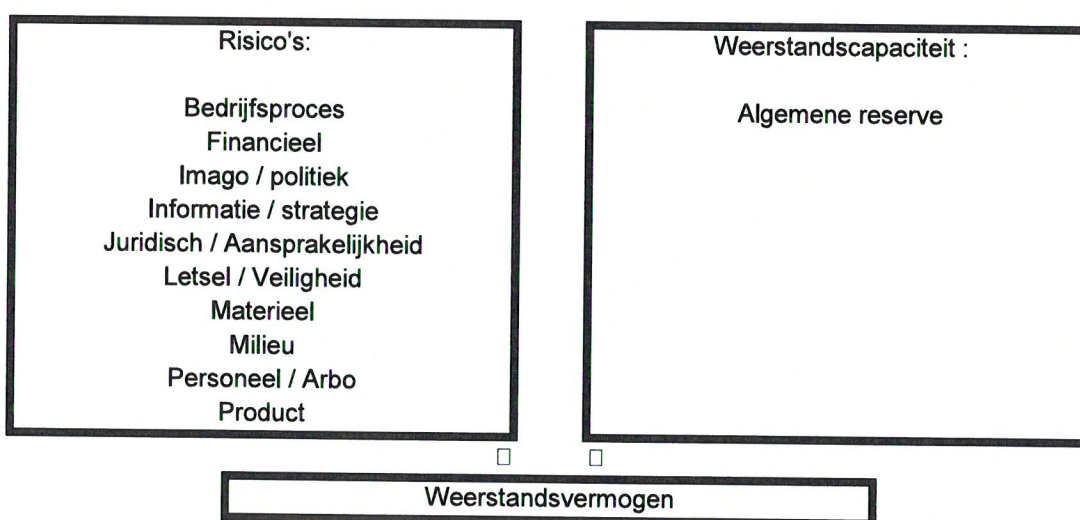 Risico's:
Bedrijfsproces
Financieel
Imago / politiek
Informatie / strategie
Juridisch / Aansprakelijkheid
Letsel / Veiligheid
Materieel
Milieu
Personeel / Arbo
Product
Weerstandscapaciteit :
Algemene reserve
Weerstandsvermogen